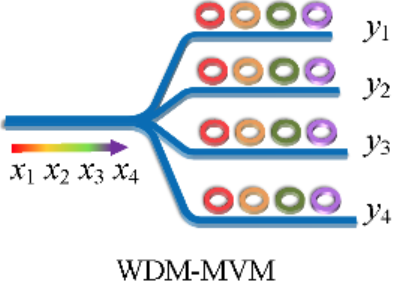 y₁
y₂
y₃
x₁ x₂ x₃ x₄
y₄
WDM-MVM